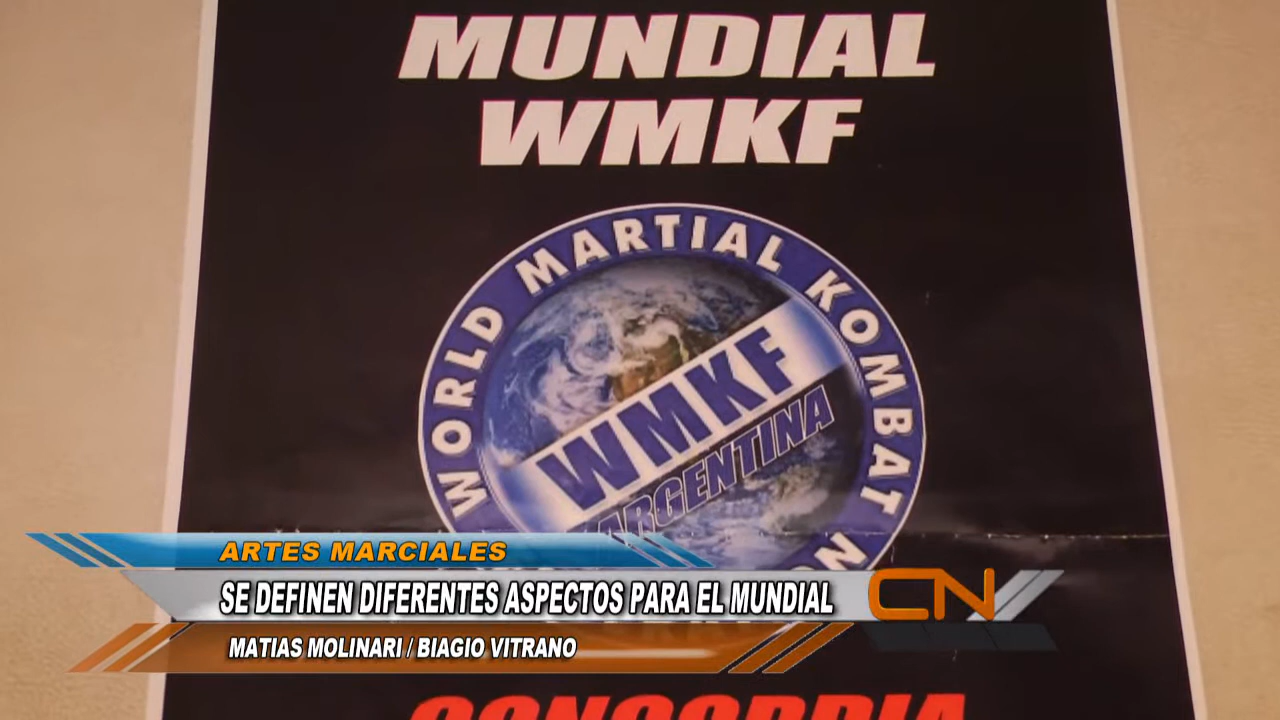 MUNDIAL
WMKF
WORLD MARTIAL KOMBAT
WMKF
ARGENTINA
ARTES MARCIALES
SE DEFINEN DIFERENTES ASPECTOS PARA EL MUNDIAL
CN
MATIAS MOLINARI / BIAGIO VITRANO
CONCORDIA